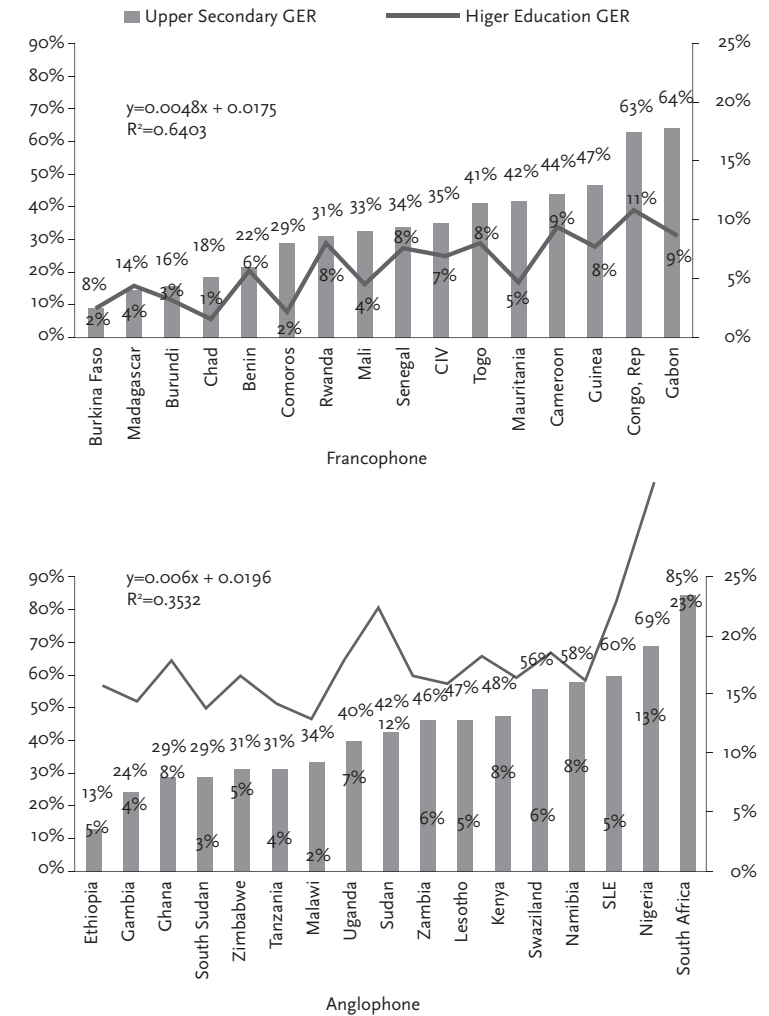 Upper Secondary GER Higer Education GER
90% 25%
80%
70% 20%
60%
50% 15%
40%
30% 10%
20% 5%
10%
0% 0%
y=0.0048x + 0.0175
R²=0.6403
8% 14% 16% 18% 22% 29% 31% 33% 34% 35% 41% 42% 44% 47% 63% 64%
2% 4% 3% 1% 6% 2% 8% 4% 8% 7% 8% 5% 9% 8% 11% 9%
Burkina Faso
Madagascar
Burundi
Chad
Benin
Comoros
Rwanda
Mali
Senegal
CIV
Togo
Mauritania
Cameroon
Guinea
Congo, Rep
Gabon
Francophone
90% 25%
80%
70% 20%
60%
50% 15%
40%
30% 10%
20% 5%
10%
0% 0%
y=0.006x + 0.0196
R²=0.3532
13% 24% 29% 29% 31% 31% 34% 40% 42% 46% 47% 48% 56% 58% 60% 69% 85%
5% 4% 8% 3% 5% 4% 2% 7% 12% 6% 5% 8% 6% 8% 5% 13% 23%
Ethiopia
Gambia
Ghana
South Sudan
Zimbabwe
Tanzania
Malawi
Uganda
Sudan
Zambia
Lesotho
Kenya
Swaziland
Namibia
SLE
Nigeria
South Africa
Anglophone